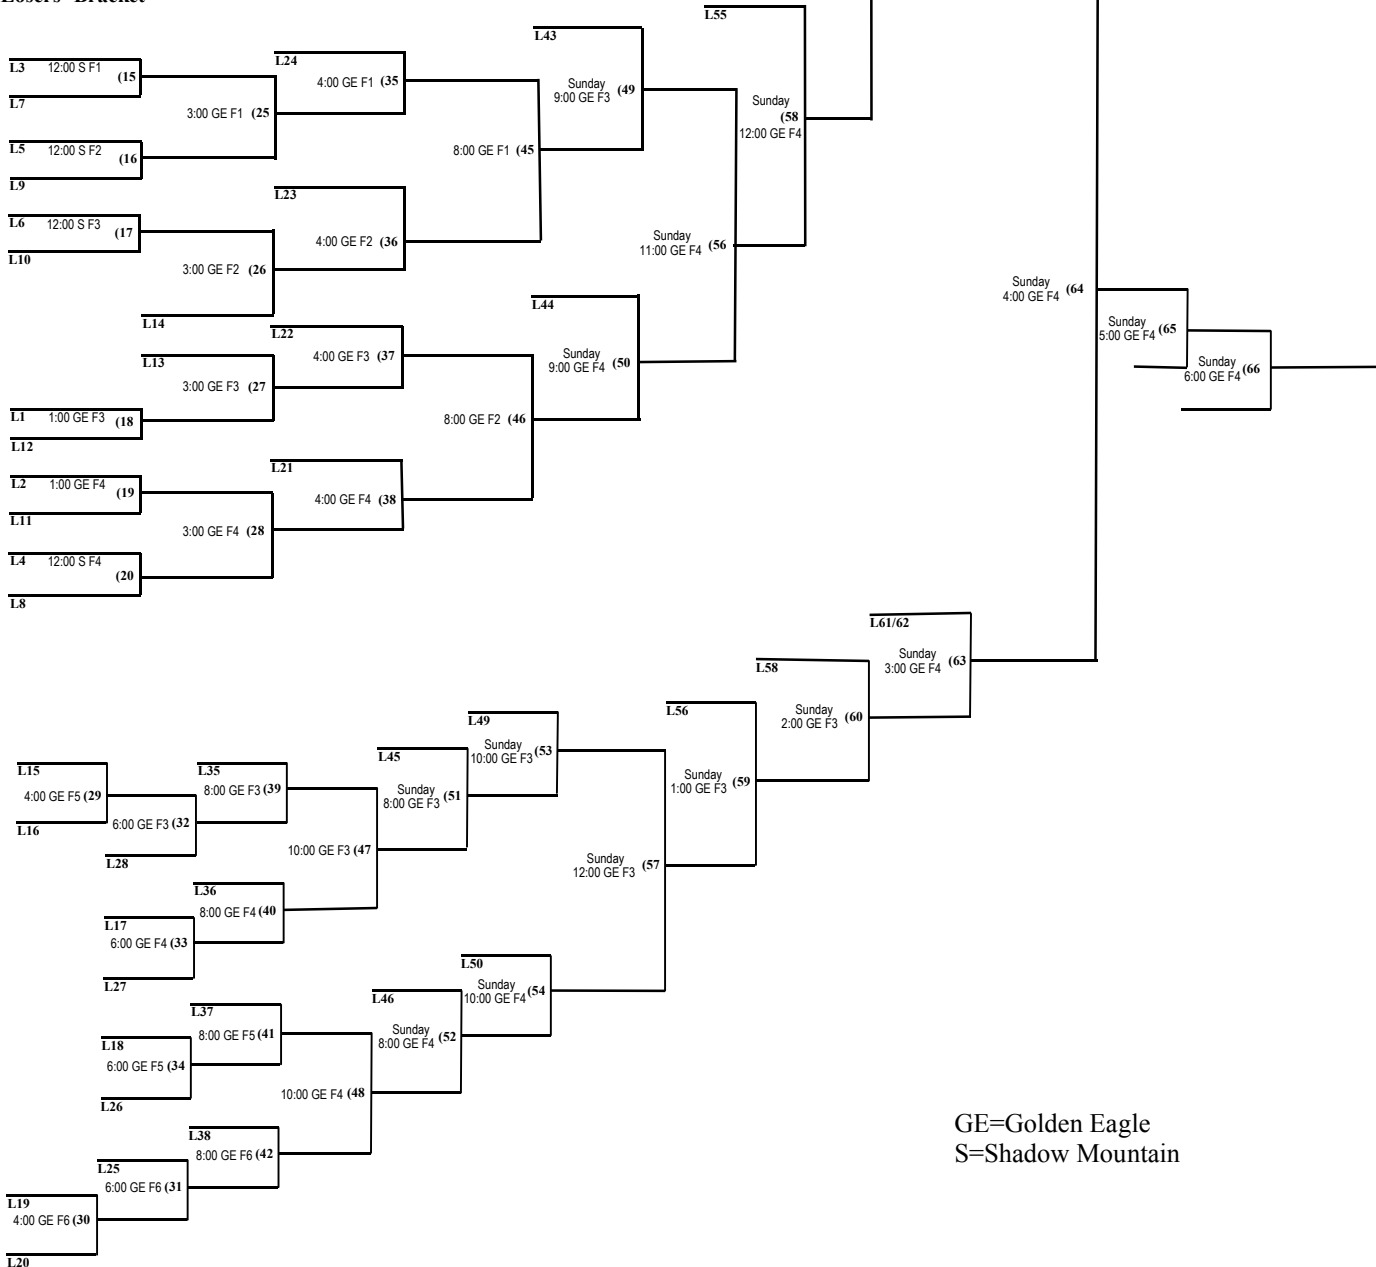 Losers' Bracket
L55
L43
L24
L3 12:00 S F1 (15
L7
4:00 GE F1 (35
Sunday
9:00 GE F3 (49
3:00 GE F1 (25
Sunday
(58
12:00 GE F4
L5 12:00 S F2 (16
L9
8:00 GE F1 (45
L23
L6 12:00 S F3 (17
L10
4:00 GE F2 (36
Sunday
11:00 GE F4 (56
3:00 GE F2 (26
L14
L44
Sunday
4:00 GE F4 (64
L22
Sunday
5:00 GE F4 (65
L13
4:00 GE F3 (37
Sunday
9:00 GE F4 (50
Sunday
6:00 GE F4 (66
3:00 GE F3 (27
L1 1:00 GE F3 (18
L12
8:00 GE F2 (46
L21
L2 1:00 GE F4 (19
L11
4:00 GE F4 (38
3:00 GE F4 (28
L4 12:00 S F4 (20
L8
L61/62
Sunday
3:00 GE F4 (63
L58
L56
Sunday
2:00 GE F3 (60
L49
Sunday
10:00 GE F3 (53
L45
L15
L35
Sunday
1:00 GE F3 (59
4:00 GE F5 (29
8:00 GE F3 (39
Sunday
8:00 GE F3 (51
L16
6:00 GE F3 (32
L28
10:00 GE F3 (47
Sunday
12:00 GE F3 (57
L36
8:00 GE F4 (40
L17
6:00 GE F4 (33
L27
L50
Sunday
10:00 GE F4 (54
L46
L37
Sunday
8:00 GE F4 (52
8:00 GE F5 (41
L18
6:00 GE F5 (34
L26
10:00 GE F4 (48
L38
8:00 GE F6 (42
L25
6:00 GE F6 (31
L19
4:00 GE F6 (30
L20
GE=Golden Eagle
S=Shadow Mountain